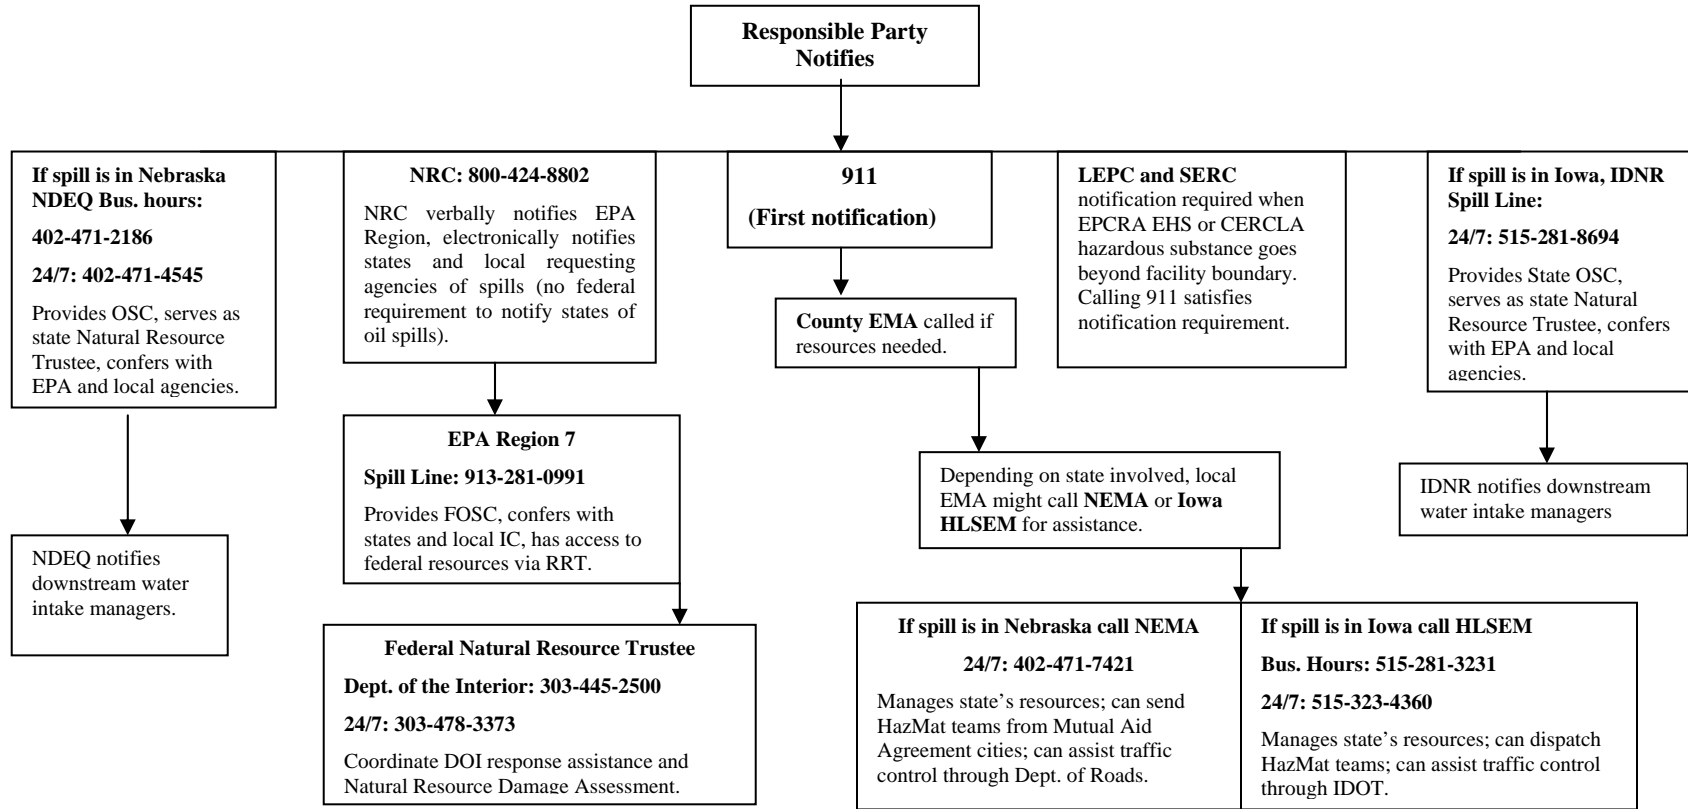 Responsible Party
Notifies
If spill is in Nebraska
NDEQ Bus. hours:
402-471-2186
24/7: 402-471-4545
Provides OSC, serves as
state Natural Resource
Trustee, confers with
EPA and local agencies.
NRC: 800-424-8802
NRC verbally notifies EPA
Region, electronically notifies
states and local requesting
agencies of spills (no federal
requirement to notify states of
oil spills).
911
(First notification)
LEPC and SERC
notification required when
EPCRA EHS or CERCLA
hazardous substance goes
beyond facility boundary.
Calling 911 satisfies
notification requirement.
If spill is in Iowa, IDNR
Spill Line:
24/7: 515-281-8694
Provides State OSC,
serves as state Natural
Resource Trustee, confers
with EPA and local
agencies.
County EMA called if
resources needed.
EPA Region 7
Spill Line: 913-281-0991
Provides FOSC, confers with
states and local IC, has access to
federal resources via RRT.
Depending on state involved, local
EMA might call NEMA or Iowa
HLSEM for assistance.
IDNR notifies downstream
water intake managers
NDEQ notifies
downstream water
intake managers.
Federal Natural Resource Trustee
Dept. of the Interior: 303-445-2500
24/7: 303-478-3373
Coordinate DOI response assistance and
Natural Resource Damage Assessment.
If spill is in Nebraska call NEMA
24/7: 402-471-7421
Manages state’s resources; can send
HazMat teams from Mutual Aid
Agreement cities; can assist traffic
control through Dept. of Roads.
If spill is in Iowa call HLSEM
Bus. Hours: 515-281-3231
24/7: 515-323-4360
Manages state’s resources; can dispatch
HazMat teams; can assist traffic control
through IDOT.